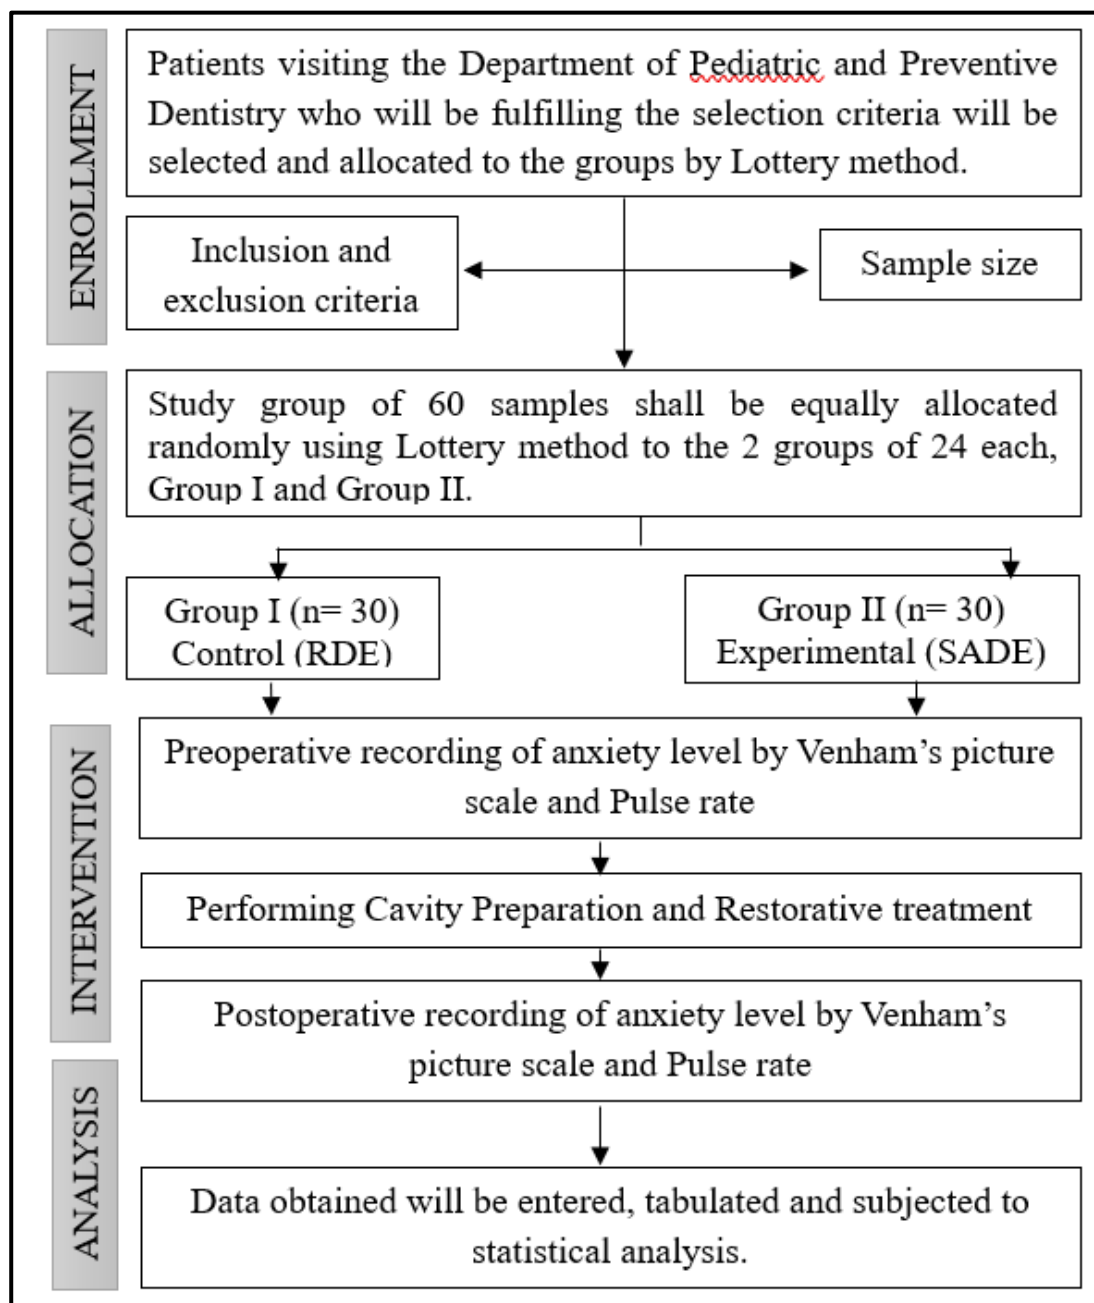 ENROLLMENT
Patients visiting the Department of Pediatric and Preventive
Dentistry who will be fulfilling the selection criteria will be
selected and allocated to the groups by Lottery method.
Inclusion and
exclusion criteria
Sample size
ALLOCATION
Study group of 60 samples shall be equally allocated
randomly using Lottery method to the 2 groups of 24 each,
Group I and Group II.
Group I (n= 30)
Control (RDE)
Group II (n= 30)
Experimental (SADE)
INTERVENTION
Preoperative recording of anxiety level by Venham’s picture
scale and Pulse rate
Performing Cavity Preparation and Restorative treatment
Postoperative recording of anxiety level by Venham’s
picture scale and Pulse rate
ANALYSIS
Data obtained will be entered, tabulated and subjected to
statistical analysis.